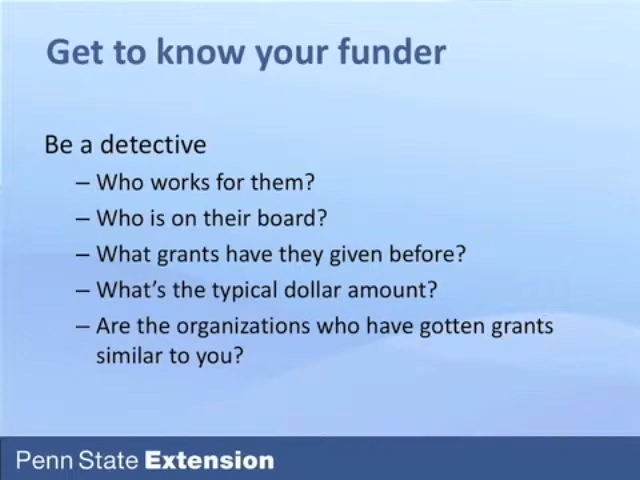 Get to know your funder
Be a detective
– Who works for them?
– Who is on their board?
– What grants have they given before?
– What’s the typical dollar amount?
– Are the organizations who have gotten grants
similar to you?
Penn State Extension